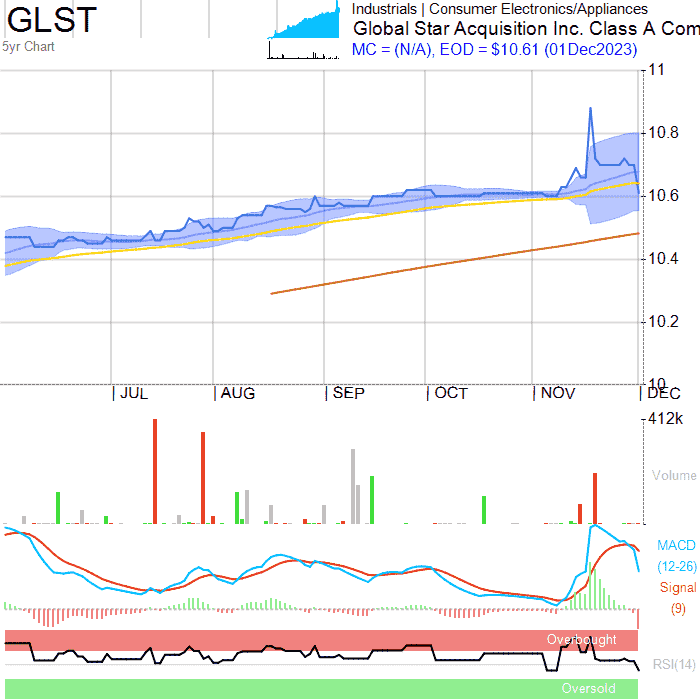 GLST
5yr Chart
Industrials | Consumer Electronics/Appliances
Global Star Acquisition Inc. Class A Com
MC = (N/A), EOD = $10.61 (01Dec2023)
11
10.8
10.6
10.4
10.2
10
JUL AUG SEP OCT NOV DEC
412k
Volume
MACD
(12-26)
Signal
(9)
Overbought
RSI(14)
Oversold